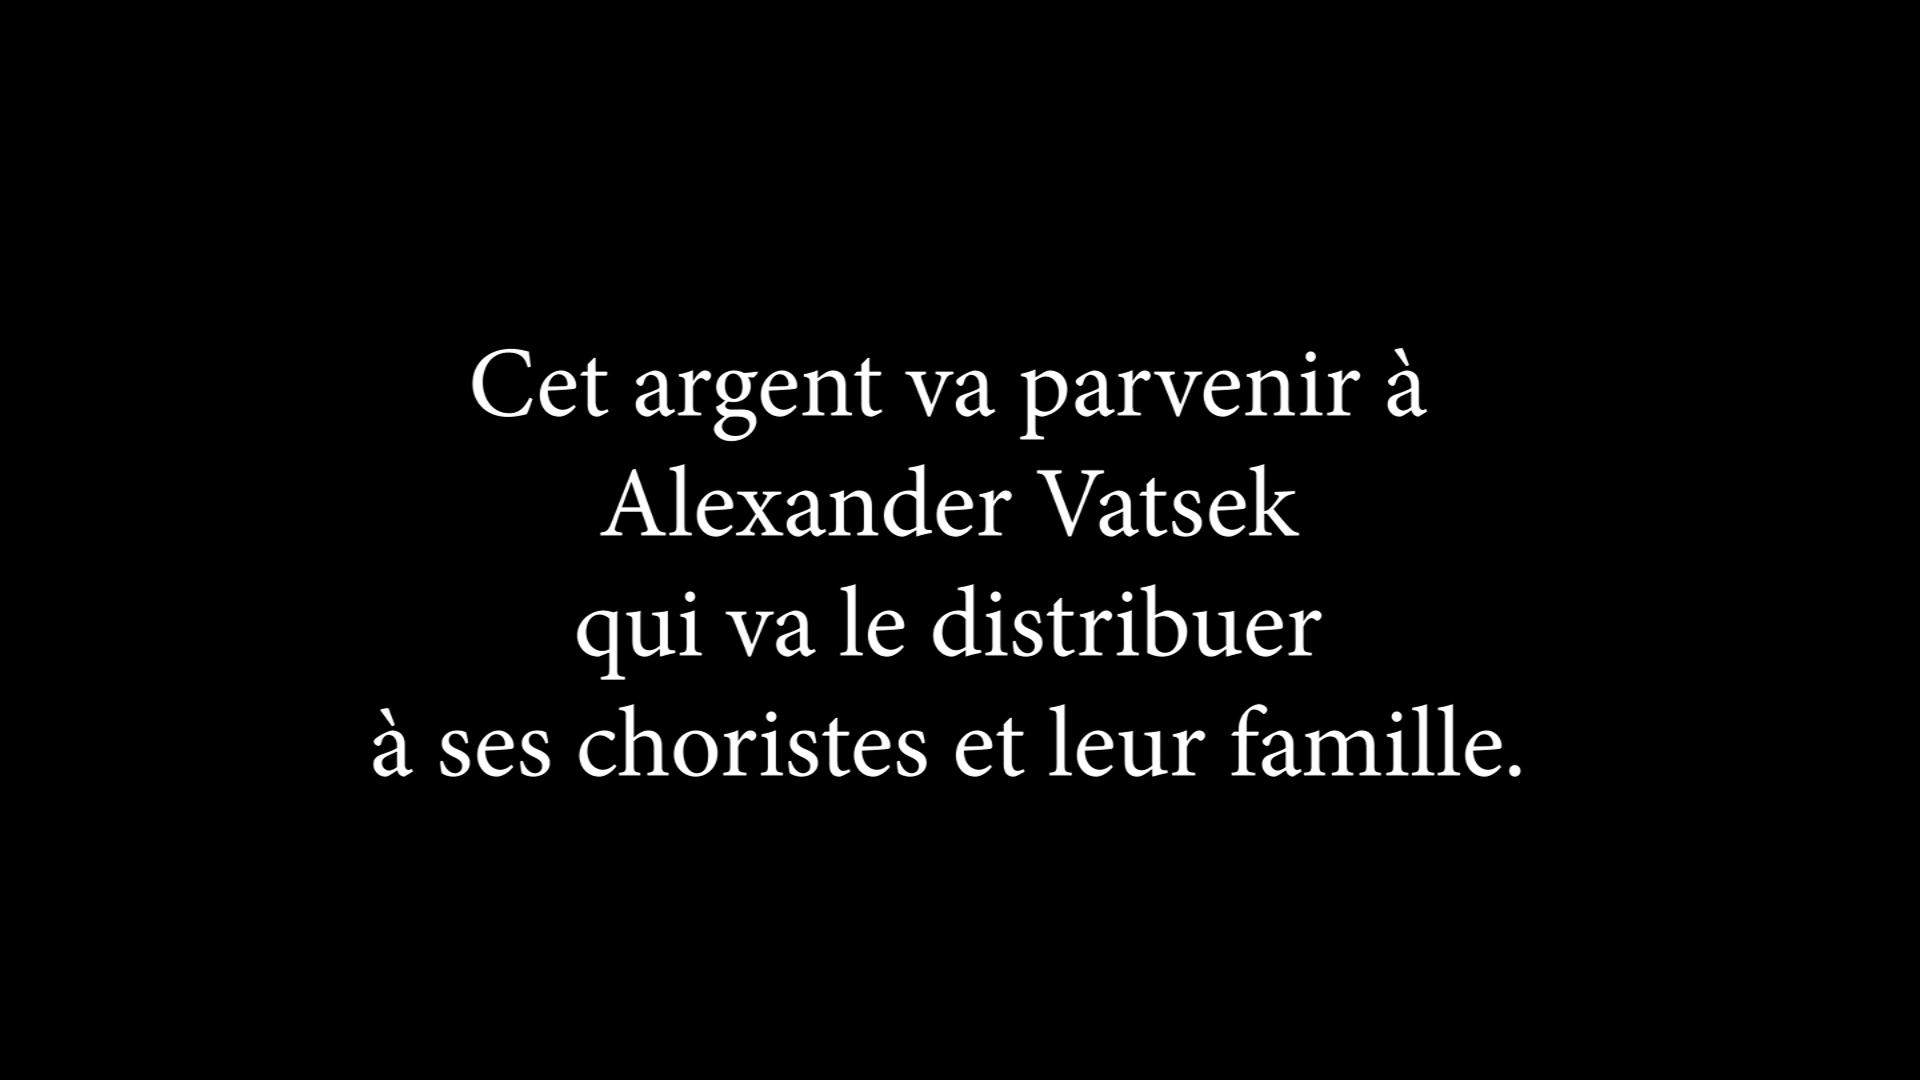 Cet argent va parvenir à
Alexander Vatsek
qui va le distribuer
à ses choristes et leur famille.